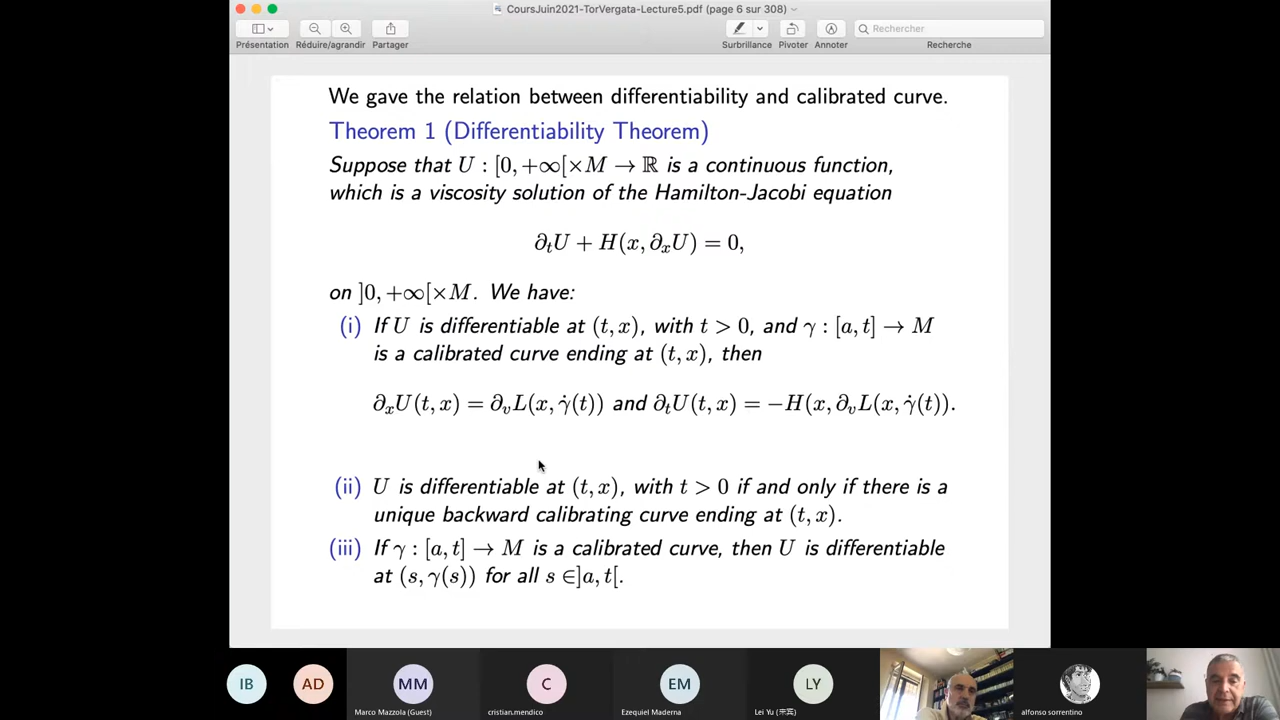 CoursJuin2021-TorVergata-Lecture5.pdf (page 6 sur 308)
Présentation
Réduire/agrandir
Partager
Surbrillance
Pivoter
Annoter
Rechercher
Recherche
We gave the relation between differentiability and calibrated curve.
Theorem 1 (Differentiability Theorem)
Suppose that U : [0, +∞[×M → ℝ is a continuous function,
which is a viscosity solution of the Hamilton-Jacobi equation
∂ₜU + H(x, ∂ₓU) = 0,
on ]0, +∞[×M. We have:
(i) If U is differentiable at (t, x), with t > 0, and γ : [a, t] → M
is a calibrated curve ending at (t, x), then
∂ₓU(t, x) = ∂ᵥL(x, γ̇(t)) and ∂ₜU(t, x) = −H(x, ∂ᵥL(x, γ̇(t)).
(ii) U is differentiable at (t, x), with t > 0 if and only if there is a
unique backward calibrating curve ending at (t, x).
(iii) If γ : [a, t] → M is a calibrated curve, then U is differentiable
at (s, γ(s)) for all s ∈]a, t[.
IB
AD
MM
C
EM
LY
Marco Mazzola (Guest)
cristian.mendico
Ezequiel Maderna
Lei Yu (宋宾)
alfonso sorrentino